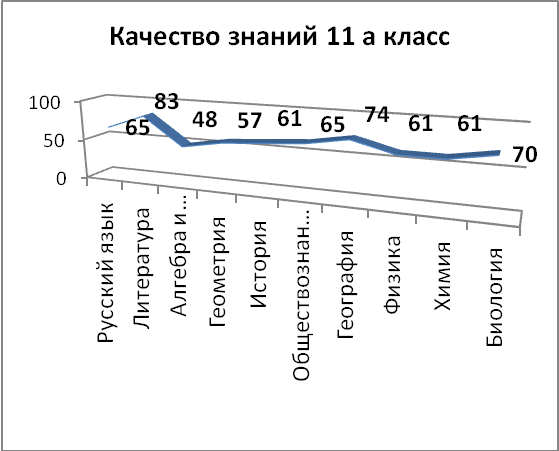 Качество знаний 11 а класс
100
50
0
65
83
48
57
61
65
74
61
61
70
Русский язык
Литература
Алгебра и...
Геометрия
История
Обществознан...
География
Физика
Химия
Биология